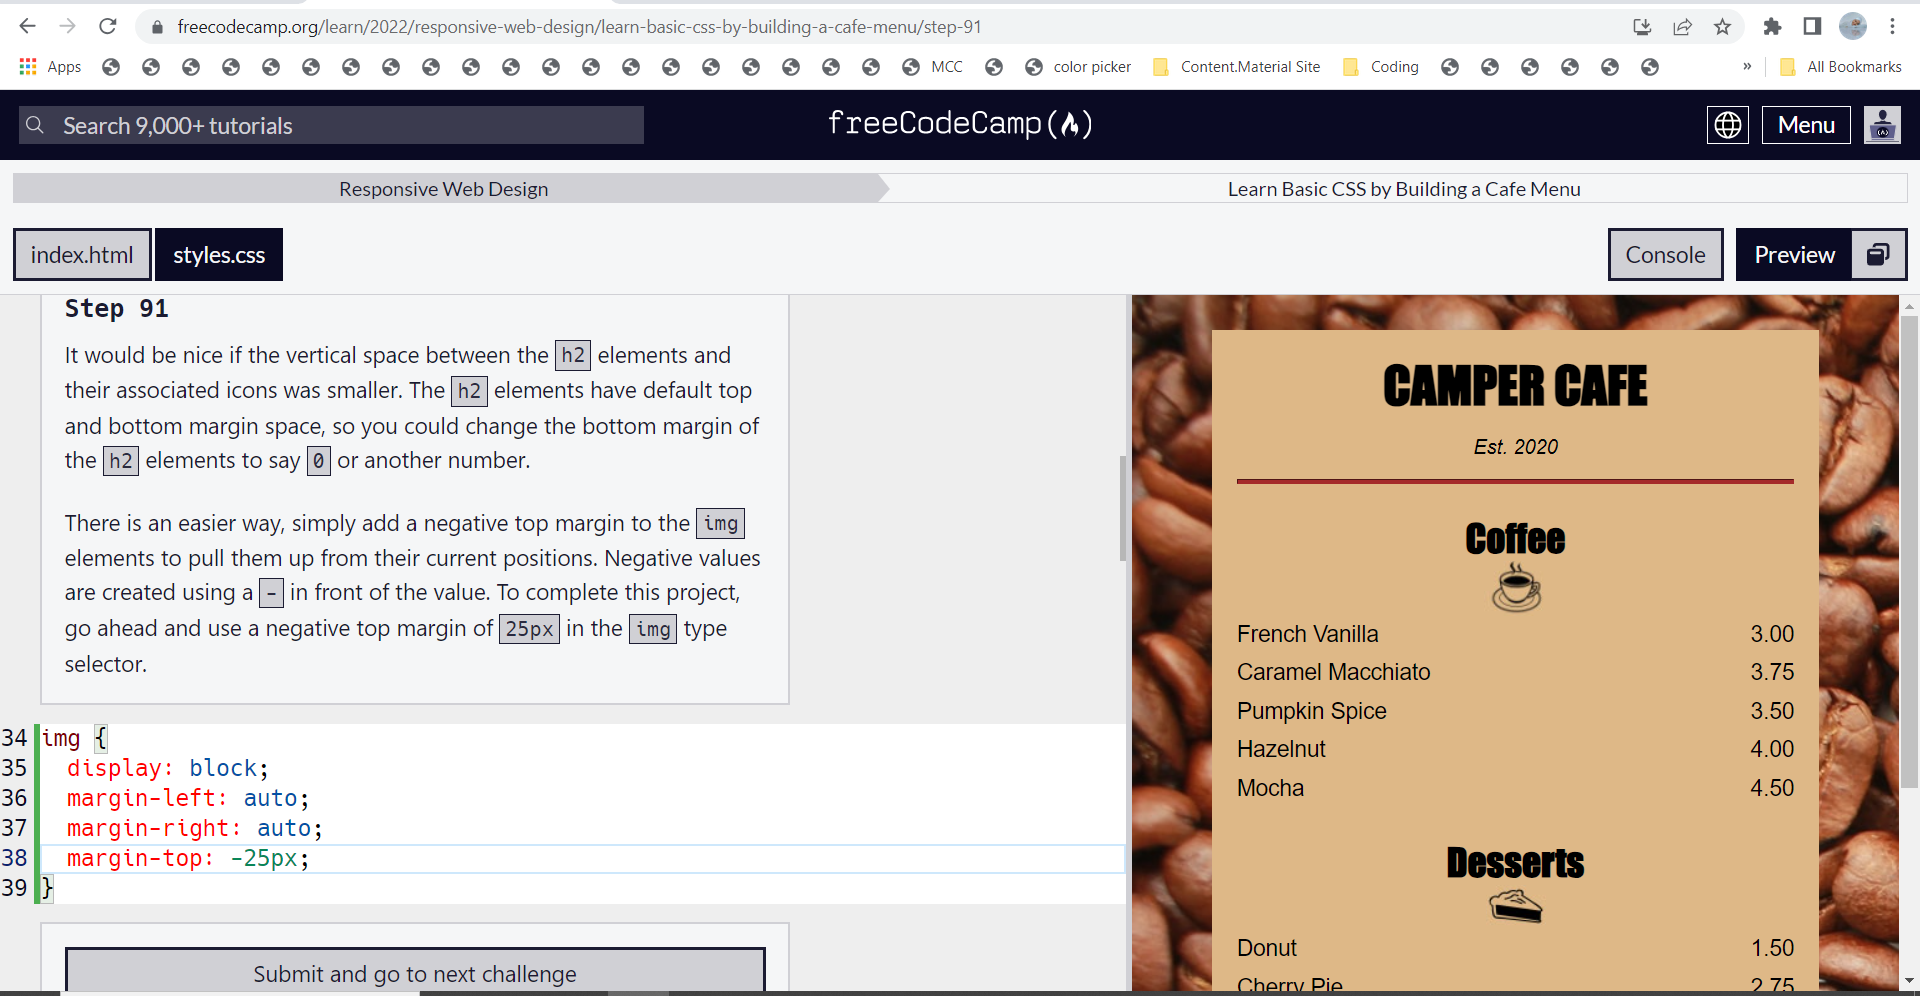 freecodecamp.org/learn/2022/responsive-web-design/learn-basic-css-by-building-a-cafe-menu/step-91
Apps MCC color picker Content.Material Site Coding » All Bookmarks
Search 9,000+ tutorials freeCodeCamp Menu
Responsive Web Design Learn Basic CSS by Building a Cafe Menu
index.html styles.css Console Preview
Step 91
It would be nice if the vertical space between the h2 elements and
their associated icons was smaller. The h2 elements have default top
and bottom margin space, so you could change the bottom margin of
the h2 elements to say 0 or another number.
There is an easier way, simply add a negative top margin to the img
elements to pull them up from their current positions. Negative values
are created using a - in front of the value. To complete this project,
go ahead and use a negative top margin of 25px in the img type
selector.
34 img {
35 display: block;
36 margin-left: auto;
37 margin-right: auto;
38 margin-top: -25px;
39 }
Submit and go to next challenge
CAMPER CAFE
Est. 2020
Coffee
French Vanilla 3.00
Caramel Macchiato 3.75
Pumpkin Spice 3.50
Hazelnut 4.00
Mocha 4.50
Desserts
Donut 1.50
Cherry Pie 2.75